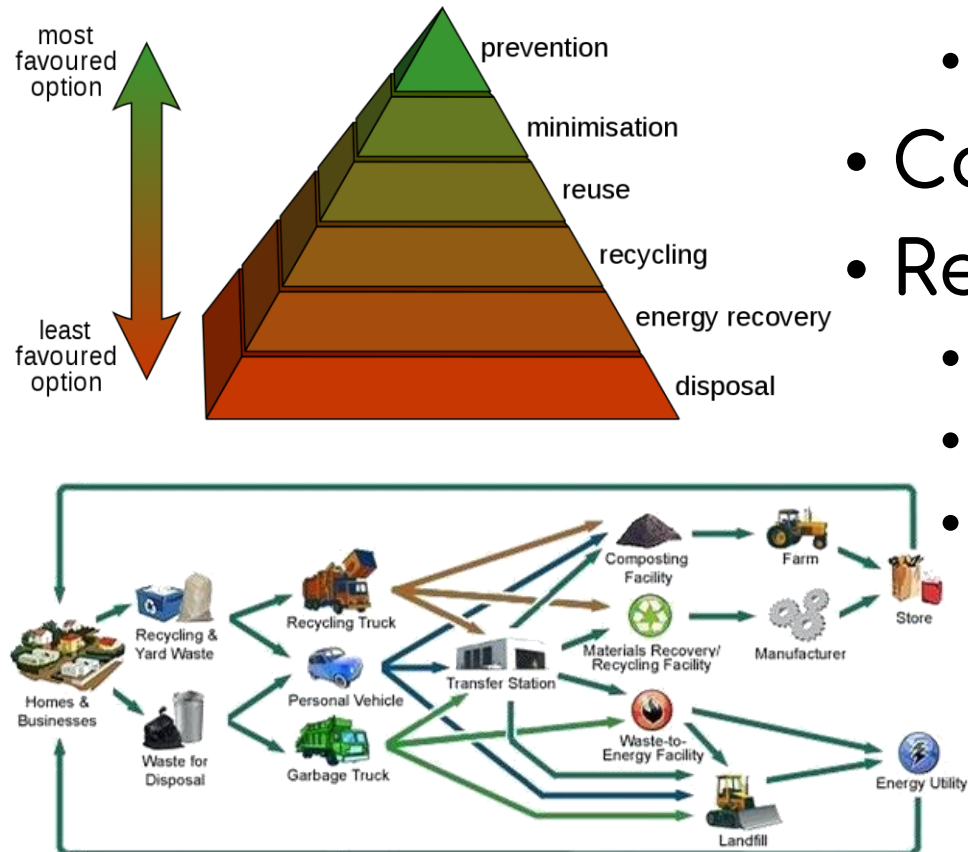 most
favoured
option
prevention
minimisation
reuse
recycling
energy recovery
disposal
least
favoured
option
• 
• Co
• Re
•
•
•
Homes &
Businesses
Recycling &
Yard Waste
Waste for
Disposal
Recycling Truck
Personal Vehicle
Garbage Truck
Transfer Station
Composting
Facility
Materials Recovery/
Recycling Facility
Waste-to-
Energy Facility
Landfill
Farm
Manufacturer
Store
Energy Utility